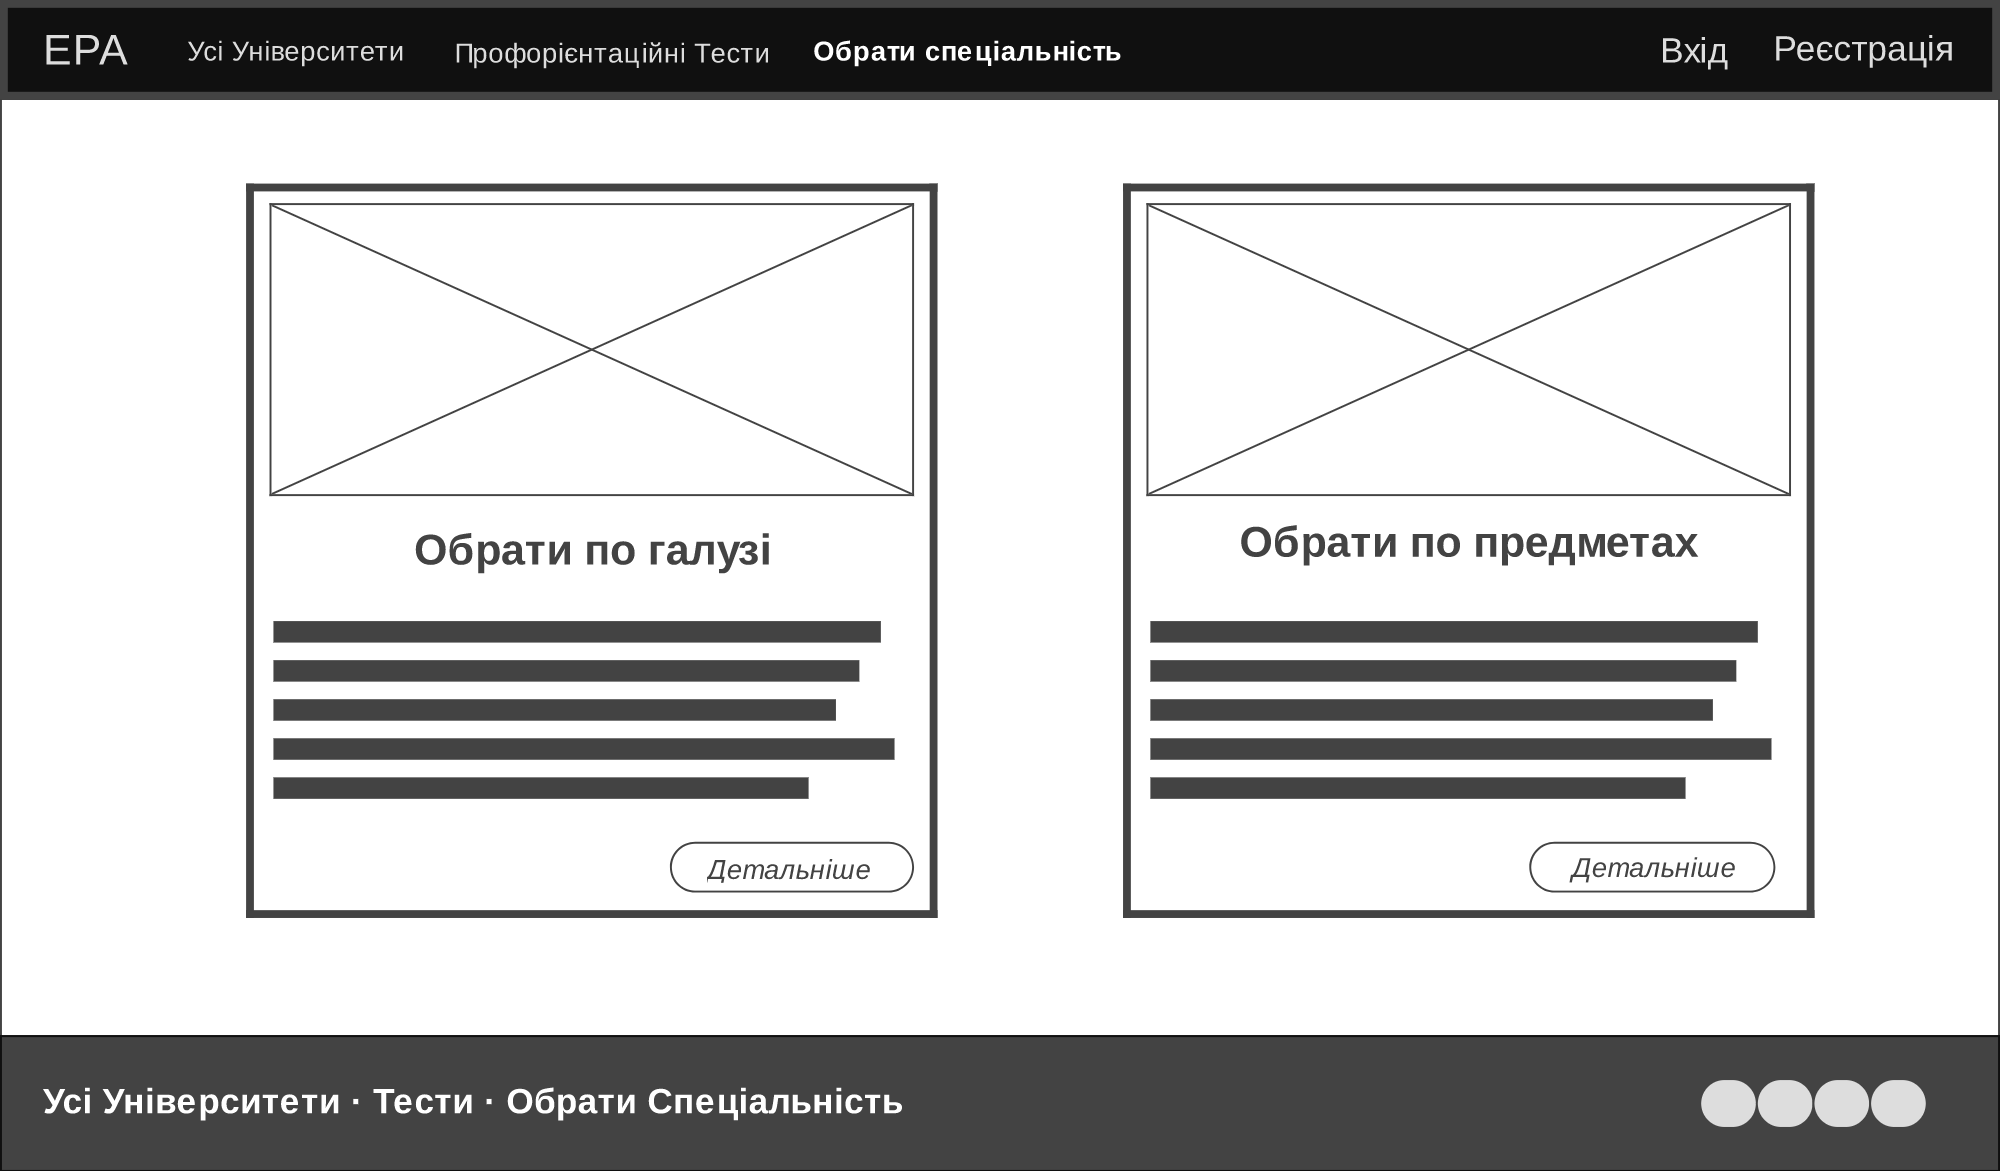 EPA Усі Університети Профорієнтаційні Тести Обрати спеціальність Вхід Реєстрація
Обрати по галузі
Детальніше
Обрати по предметах
Детальніше
Усі Університети · Тести · Обрати Спеціальність